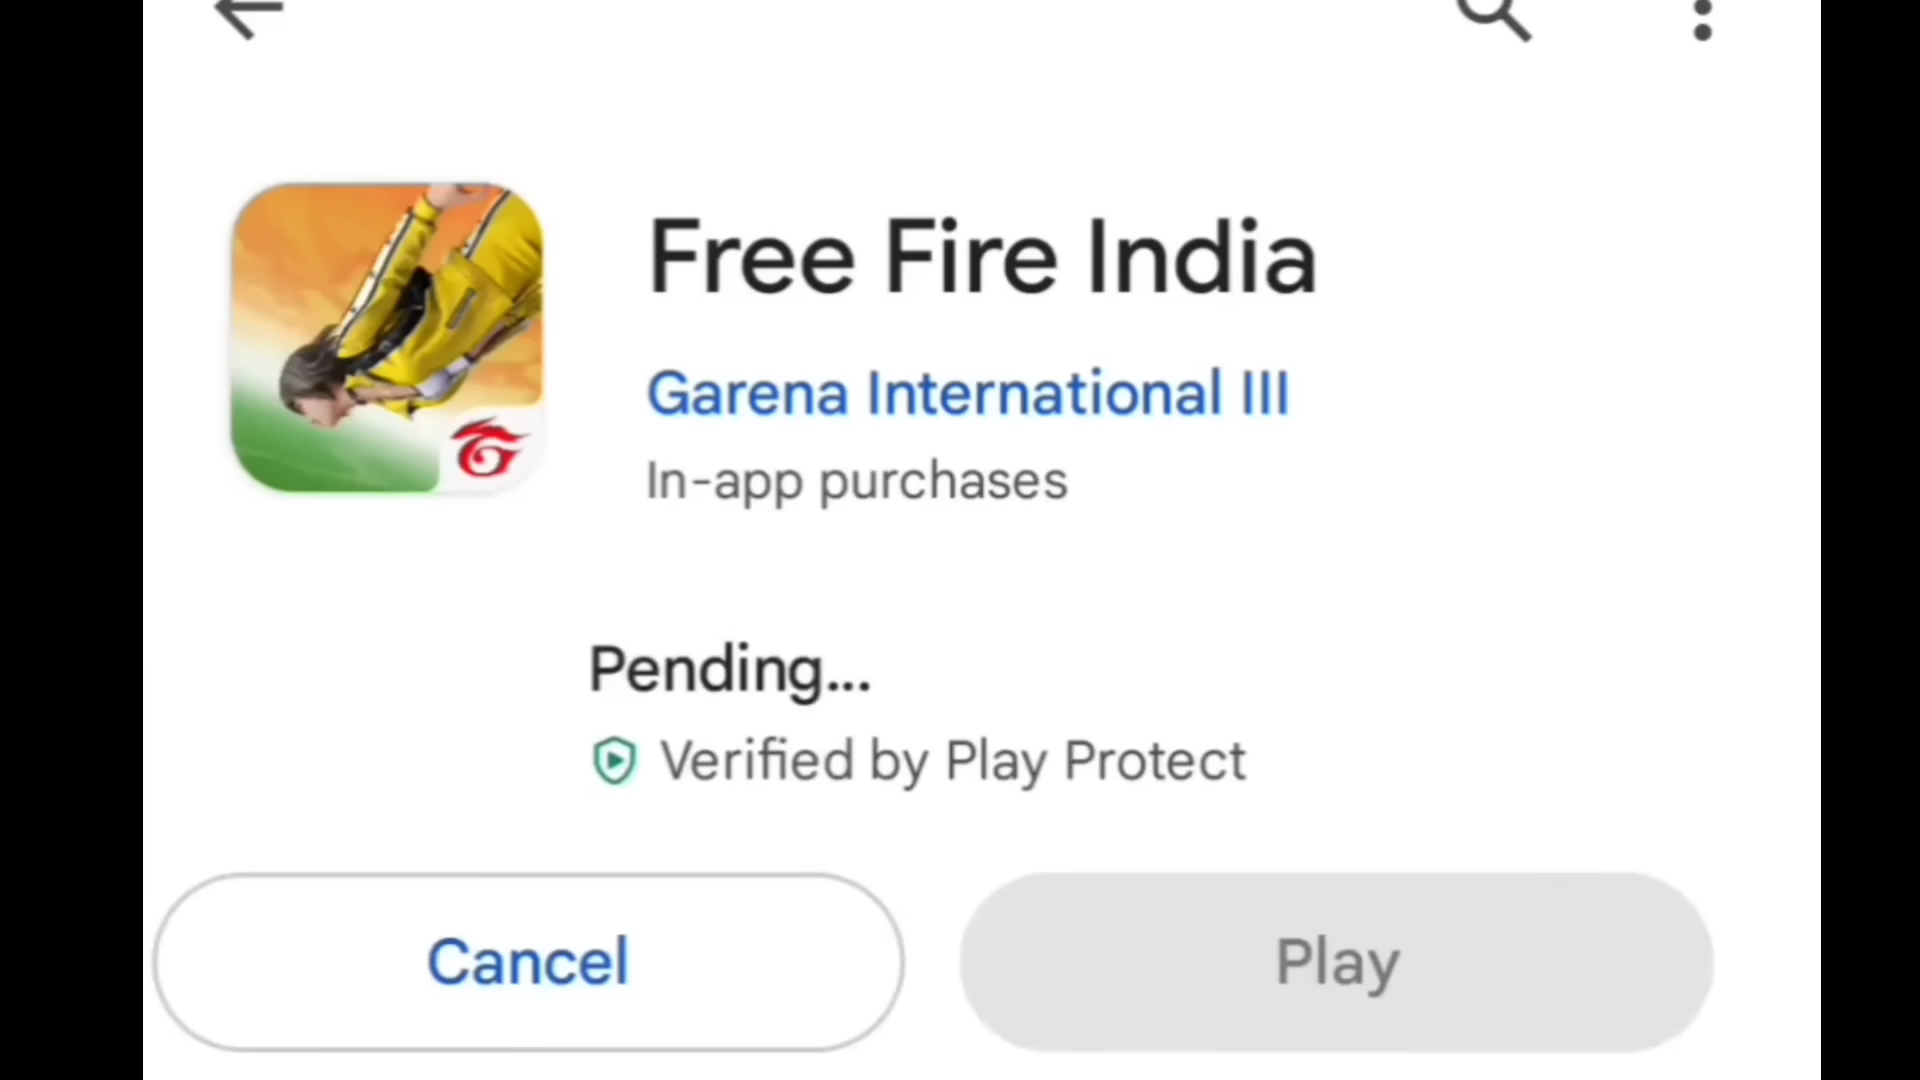 Free Fire India
Garena International III
In-app purchases
Pending...
Verified by Play Protect
Cancel
Play